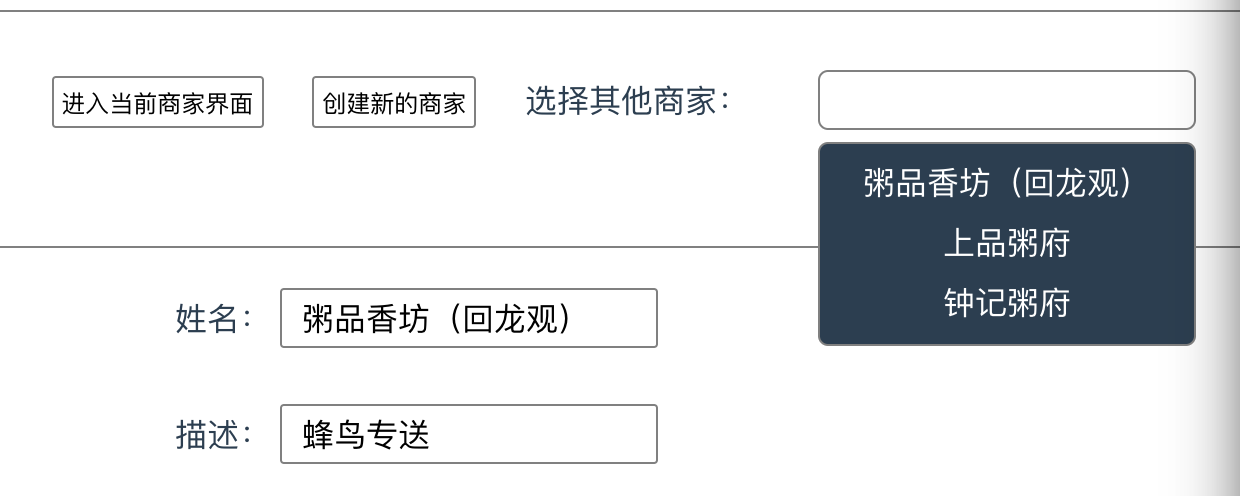 进入当前商家界面
创建新的商家
选择其他商家：
粥品香坊（回龙观）
上品粥府
钟记粥府
姓名：
粥品香坊（回龙观）
描述：
蜂鸟专送